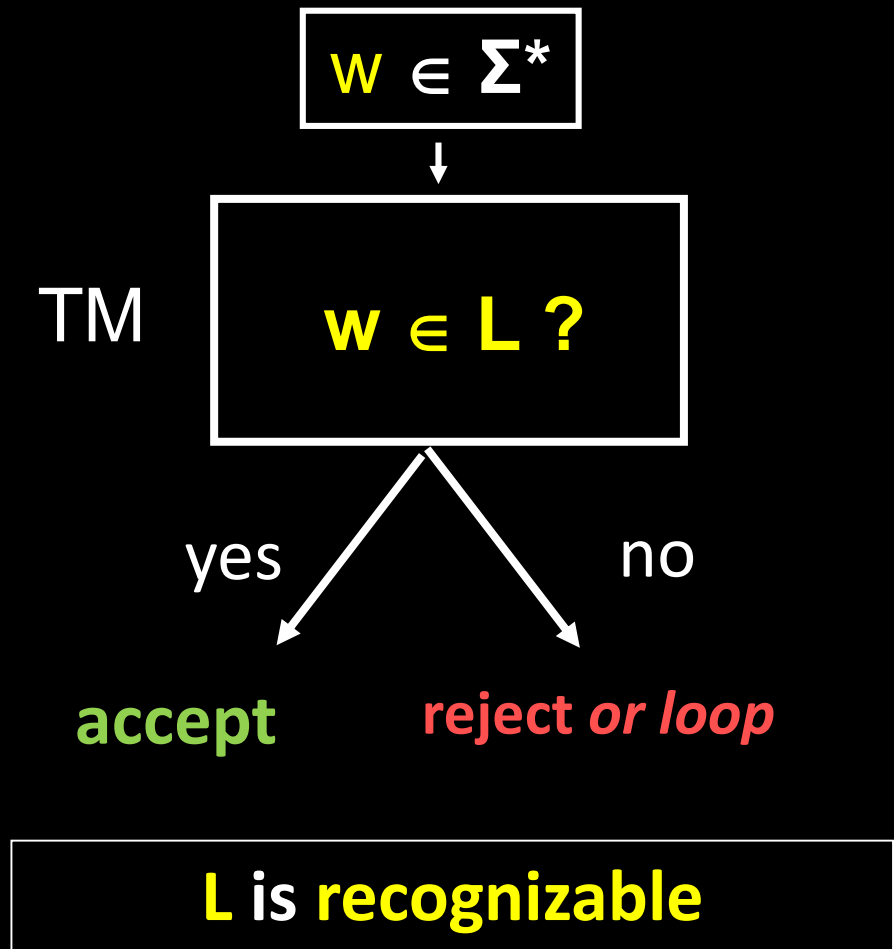 w ∈ Σ*
TM
w ∈ L ?
yes
no
accept
reject or loop
L is recognizable